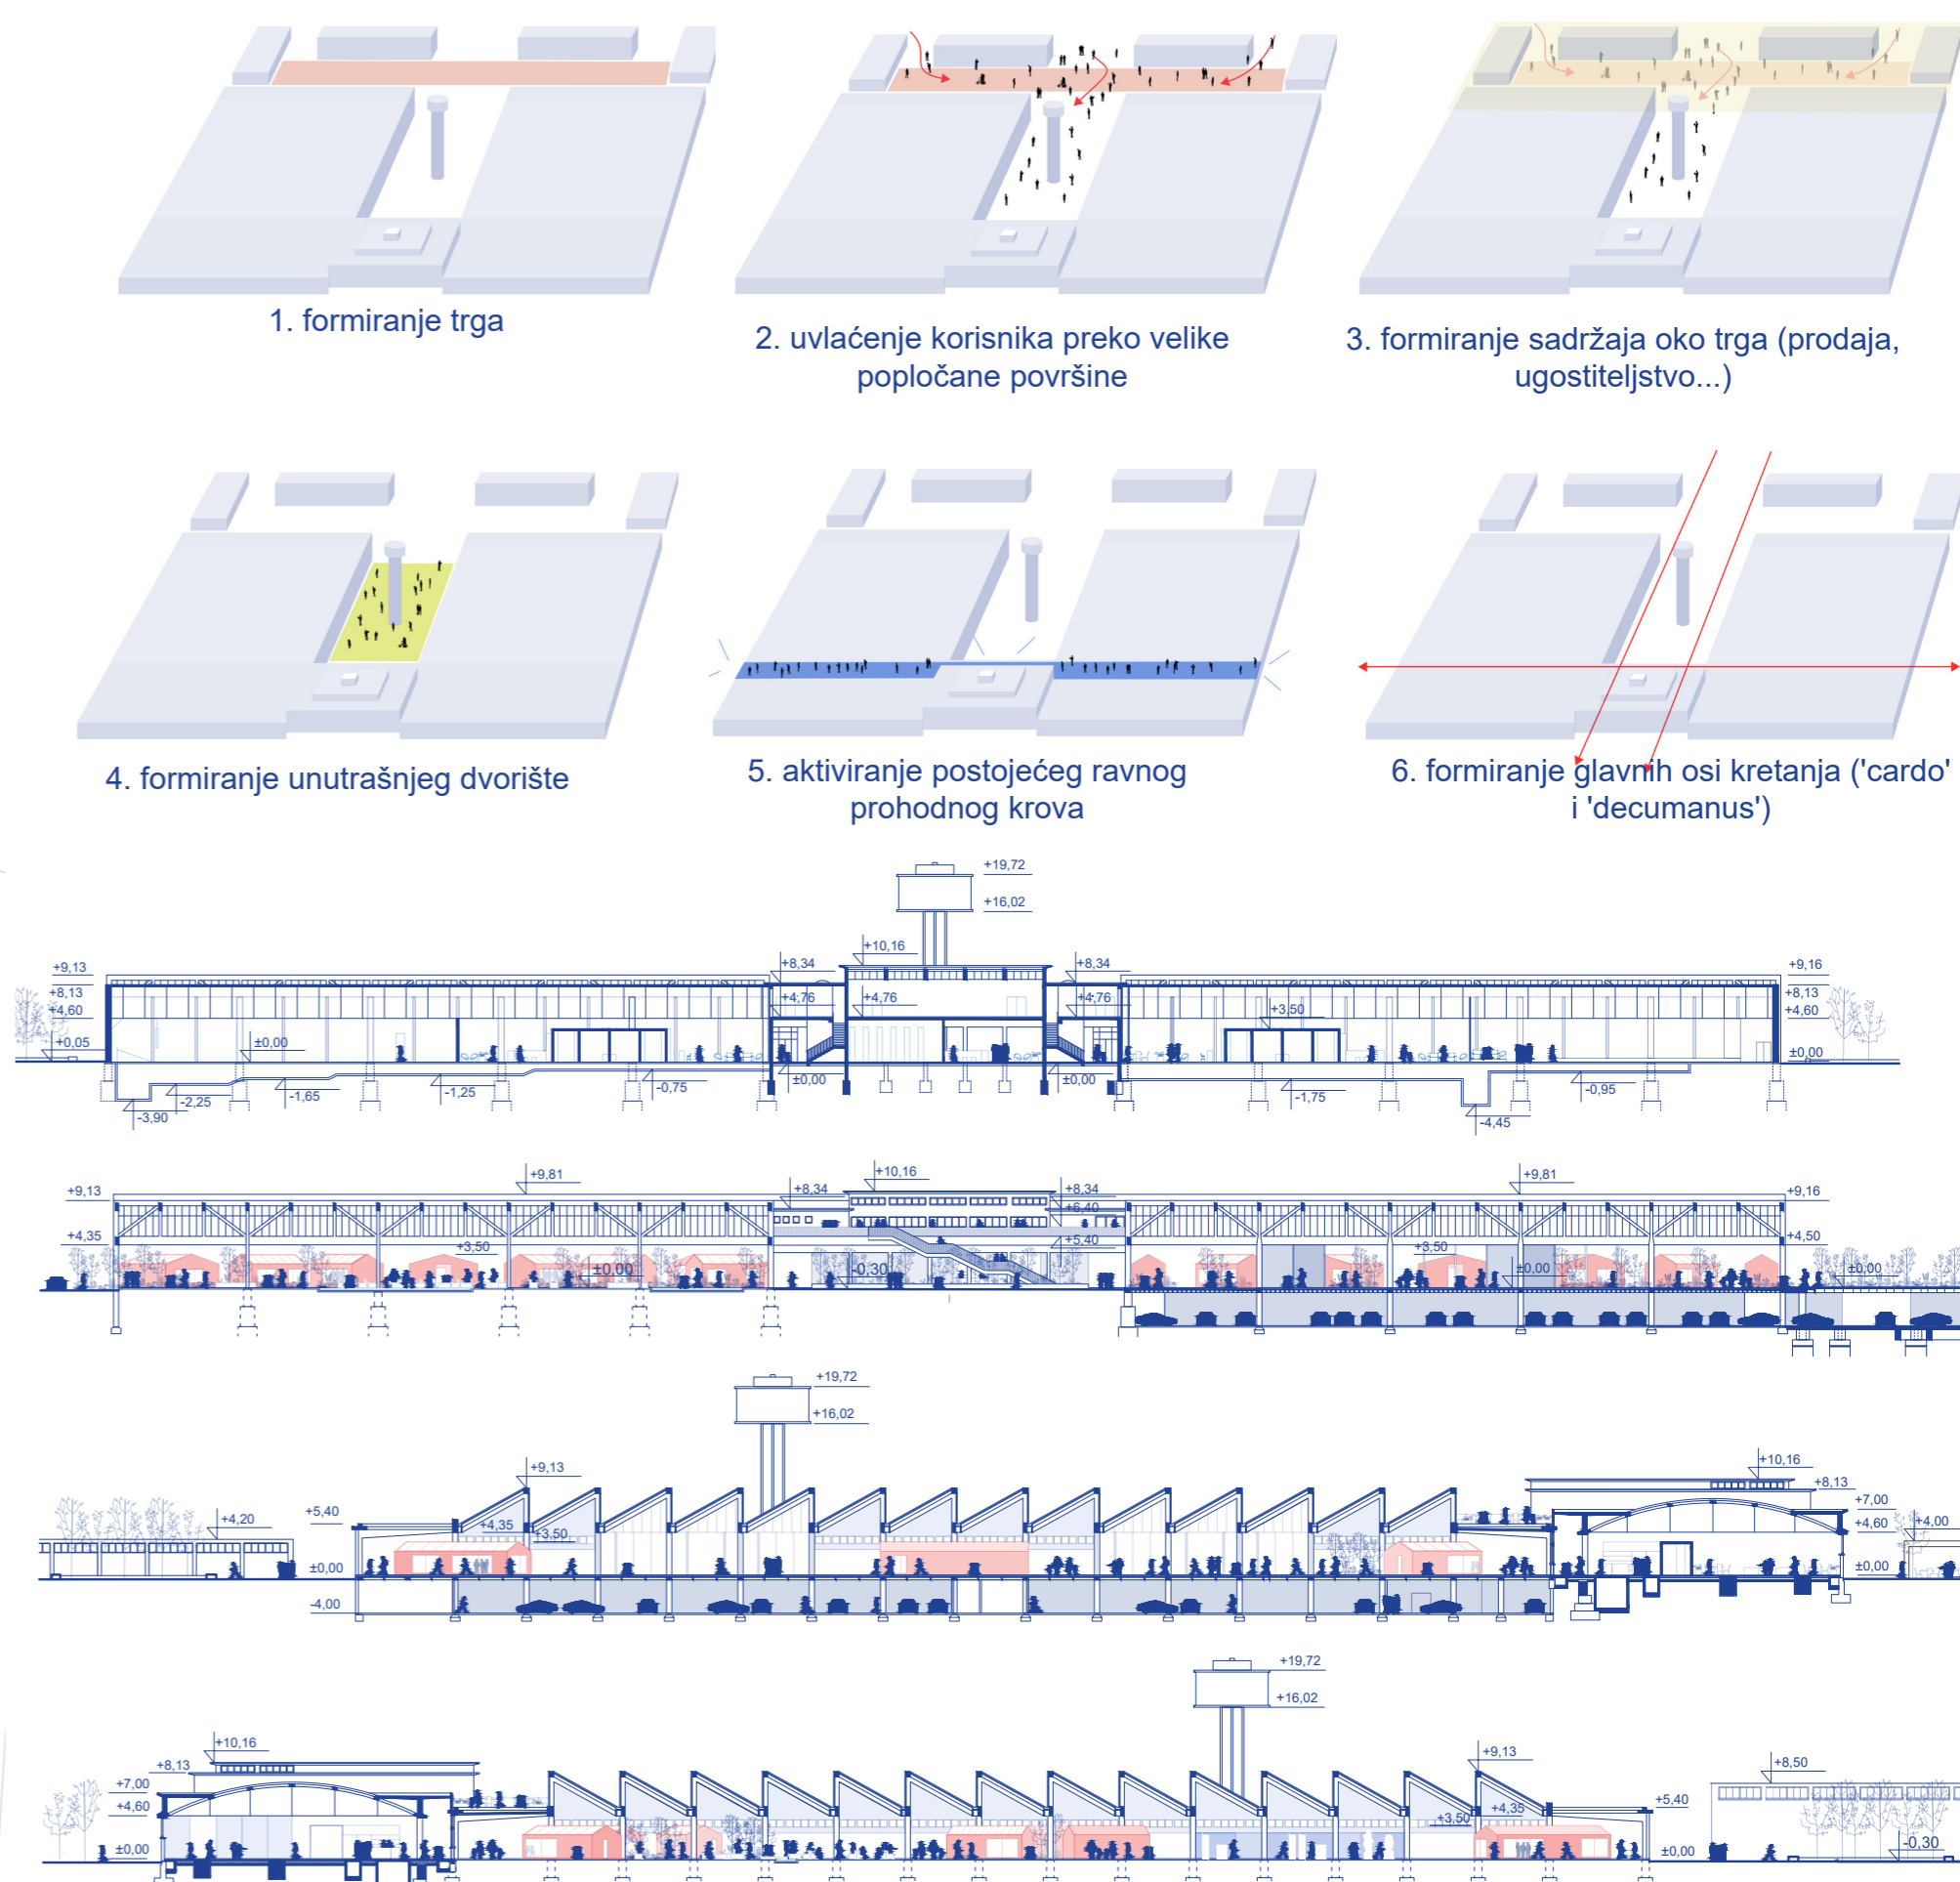 1. formiranje trga
2. uvlaćenje korisnika preko velike
popločane površine
3. formiranje sadržaja oko trga (prodaja,
ugostiteljstvo...)
4. formiranje unutrašnjeg dvorište
5. aktiviranje postojećeg ravnog
prohodnog krova
6. formiranje glavnih osi kretanja ('cardo'
i 'decumanus')
+19,72
+16,02
+10,16
+9,13 +8,34 +8,34 +9,16
+8,13 +8,13
+4,60 +4,76 +4,76 +4,76 +3,50 +4,60
+0,05 ±0,00 ±0,00
±0,00 ±0,00
-3,90 -2,25 -1,65 -1,25 -0,75 -1,75 -4,45 -0,95
+9,81 +10,16 +9,81
+9,13 +8,34 +8,34 +9,16
+6,40
+4,35 +3,50 +5,40 +3,50 +4,50
±0,00 -0,30 ±0,00 ±0,00
+19,72
+16,02
+9,13 +10,16
+8,13
+5,40 +7,00
+4,20 +4,35 +3,50 +4,60 +4,00
±0,00 ±0,00
-4,00
+19,72
+16,02
+10,16 +9,13
+8,13 +8,50
+7,00 +5,40
+4,60 +3,50 +4,35
±0,00 ±0,00 -0,30